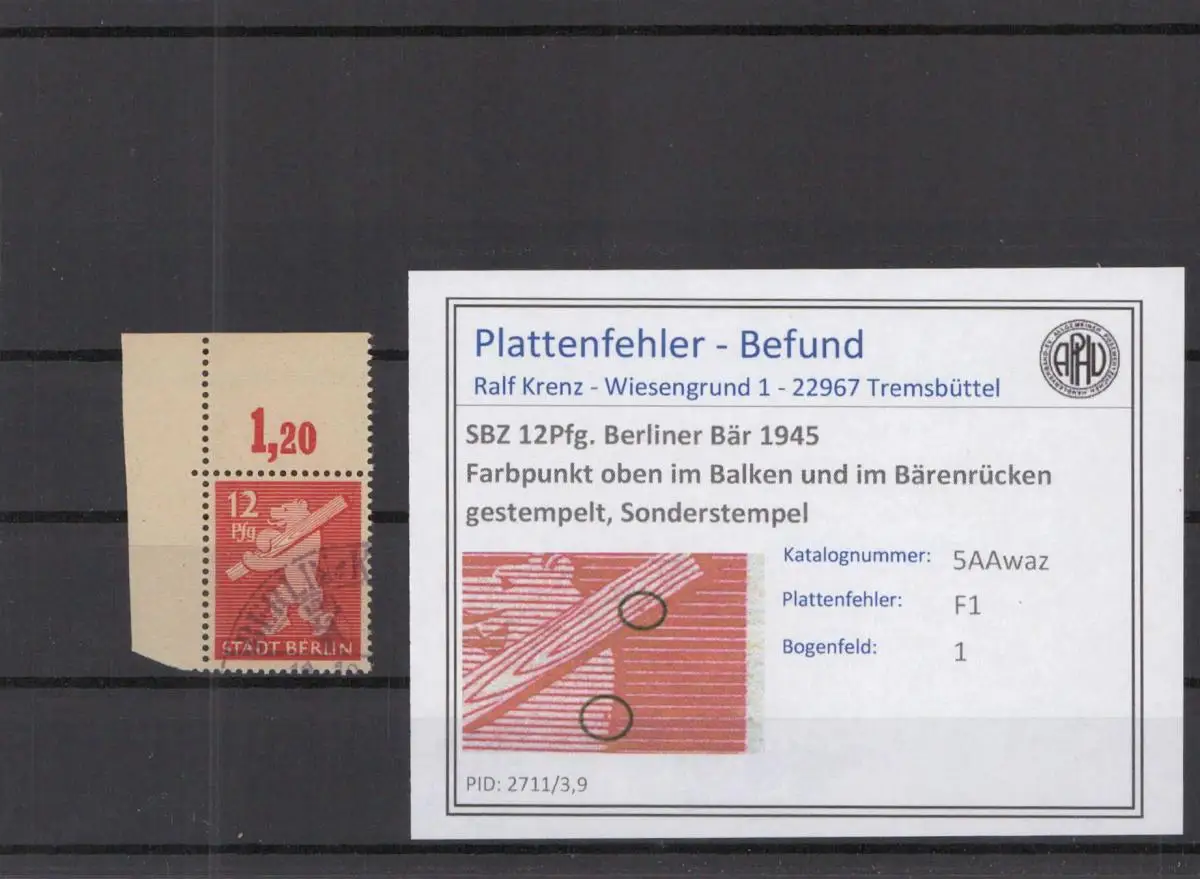 1,20
12
Pfg
STADT BERLIN
Plattenfehler - Befund
Ralf Krenz - Wiesengrund 1 - 22967 Tremsbüttel
APHV
SBZ 12Pfg. Berliner Bär 1945
Farbpunkt oben im Balken und im Bärenrücken
gestempelt, Sonderstempel
Katalognummer: 5AAwaz
Plattenfehler: F1
Bogenfeld: 1
PID: 2711/3,9